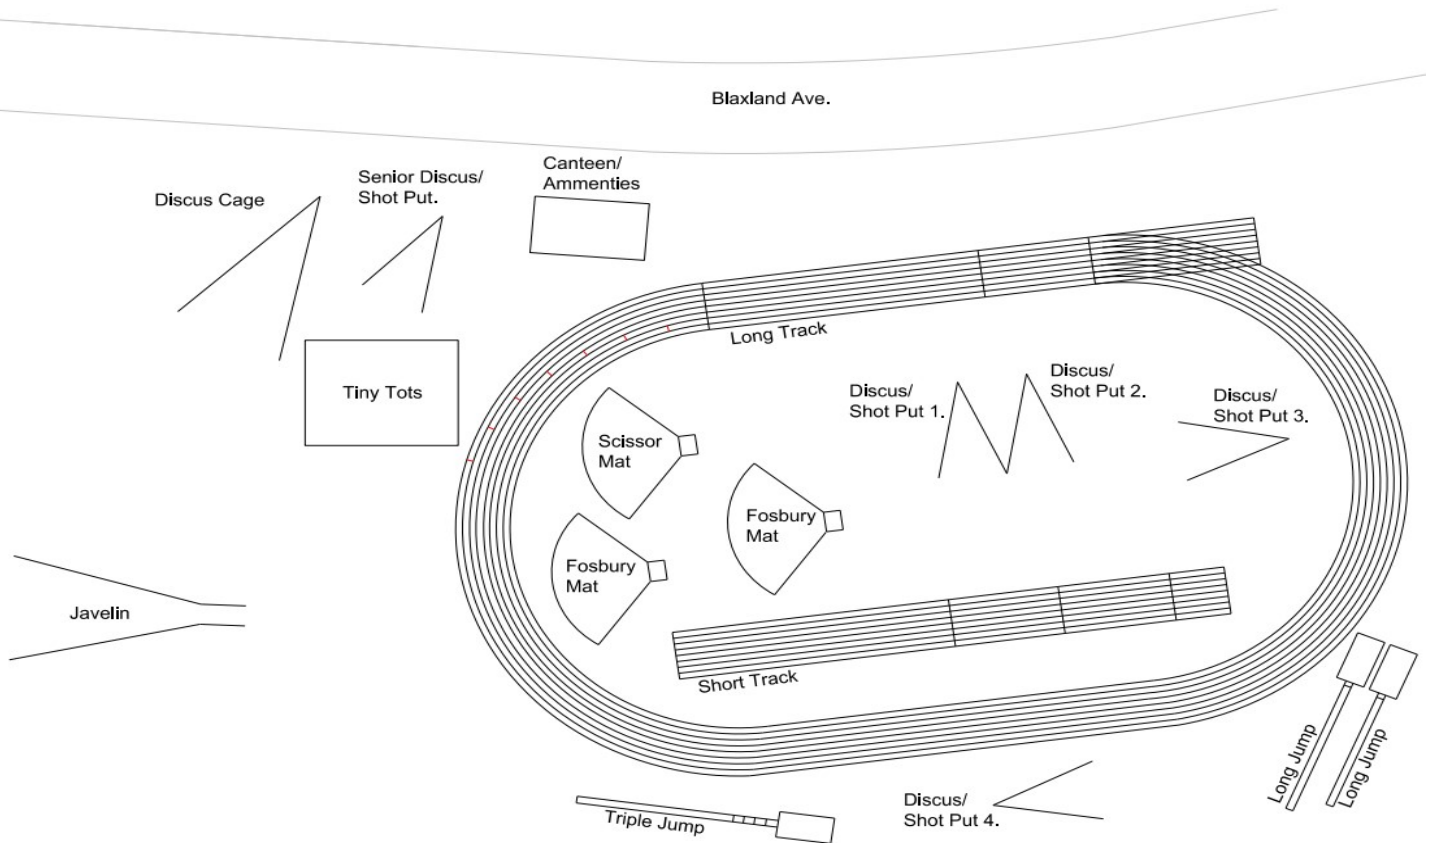 Blaxland Ave.
Canteen/
Ammenties
Senior Discus/
Shot Put.
Discus Cage
Long Track
Tiny Tots
Discus/
Shot Put 1.
Discus/
Shot Put 2.
Discus/
Shot Put 3.
Scissor
Mat
Fosbury
Mat
Fosbury
Mat
Javelin
Short Track
Long Jump
Long Jump
Discus/
Shot Put 4.
Triple Jump